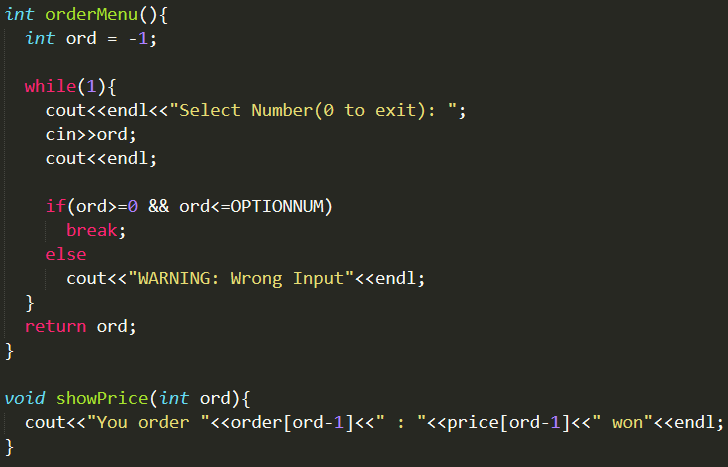 int orderMenu(){
int ord = -1;
while(1){
cout<<endl<<"Select Number(0 to exit): ";
cin>>ord;
cout<<endl;
if(ord>=0 && ord<=OPTIONNUM)
break;
else
cout<<"WARNING: Wrong Input"<<endl;
}
return ord;
}
void showPrice(int ord){
cout<<"You order "<<order[ord-1]<<" : "<<price[ord-1]<<" won"<<endl;
}